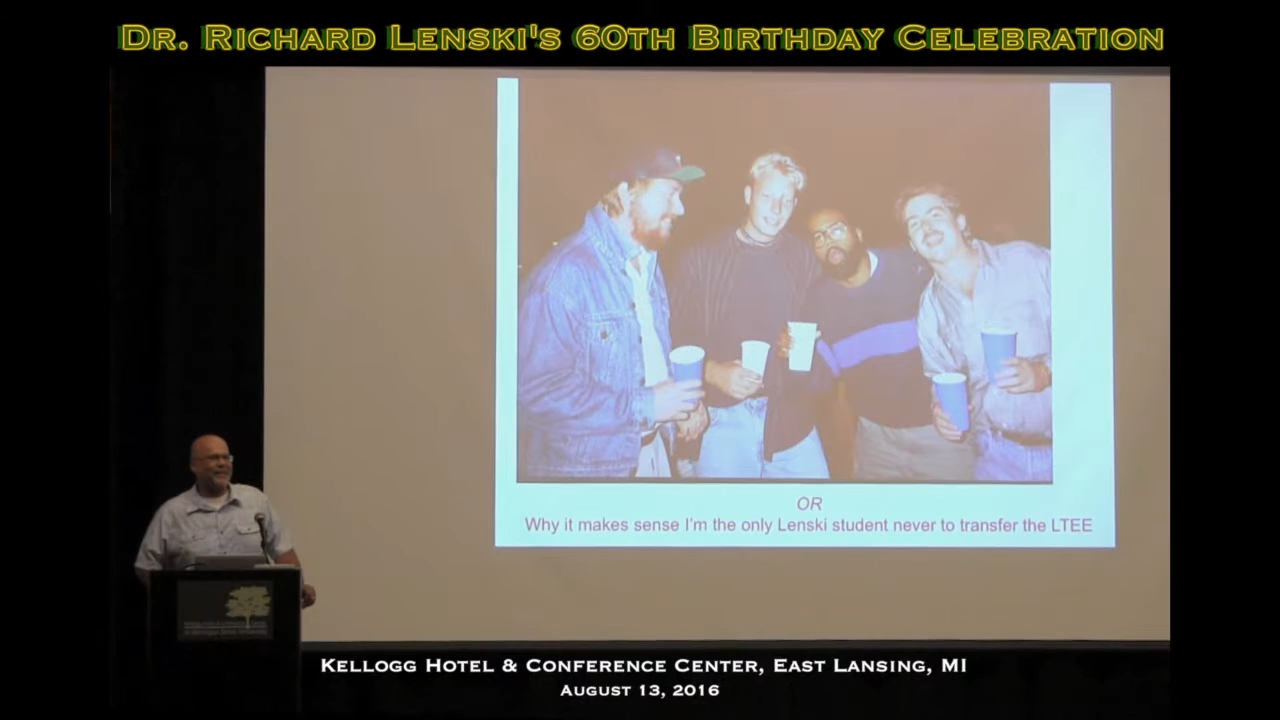 Dr. Richard Lenski's 60th Birthday Celebration
OR
Why it makes sense I'm the only Lenski student never to transfer the LTEE
Kellogg Hotel & Conference Center, East Lansing, MI
August 13, 2016